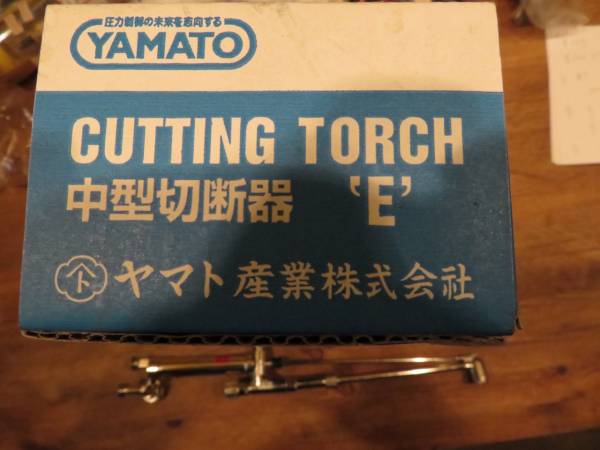 圧力制御の未来を志向する
YAMATO
CUTTING TORCH
中型切断器 'E'
ヤマト産業株式会社